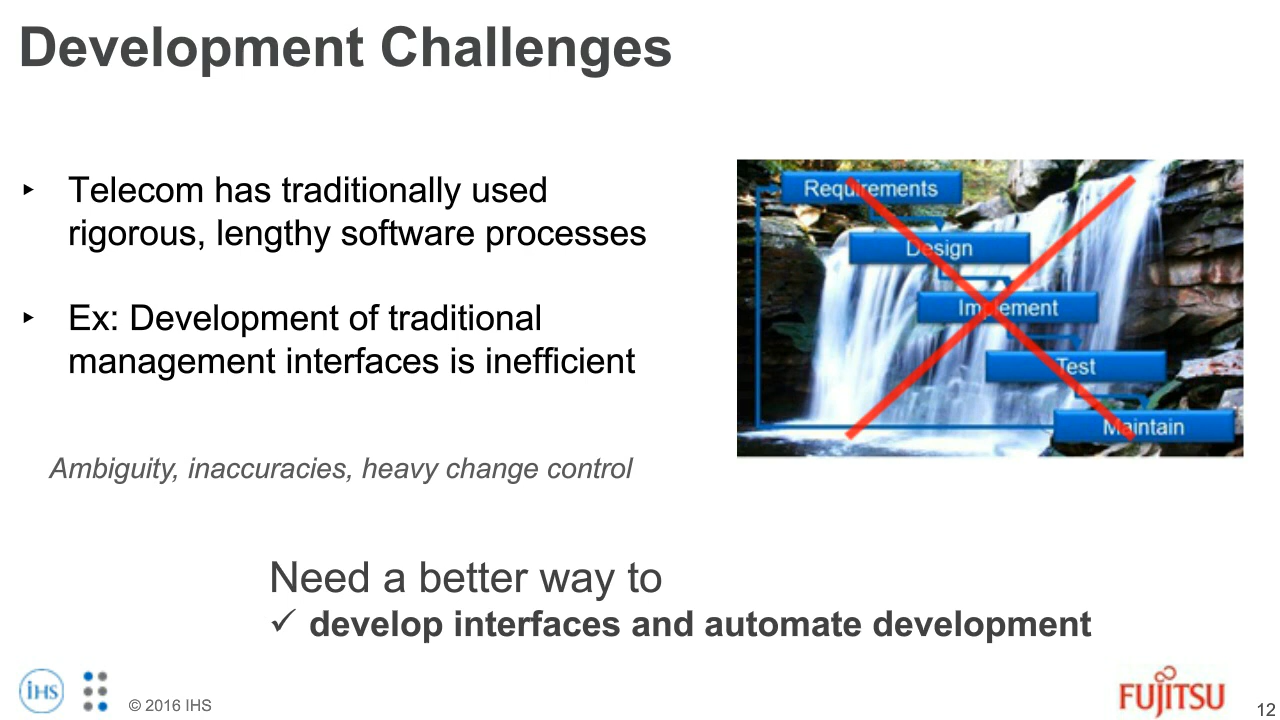 Development Challenges
‣ Telecom has traditionally used
rigorous, lengthy software processes
‣ Ex: Development of traditional
management interfaces is inefficient
Ambiguity, inaccuracies, heavy change control
Requirements
Design
Implement
Test
Maintain
Need a better way to
✓ develop interfaces and automate development
iHS
© 2016 IHS
FUJITSU
12